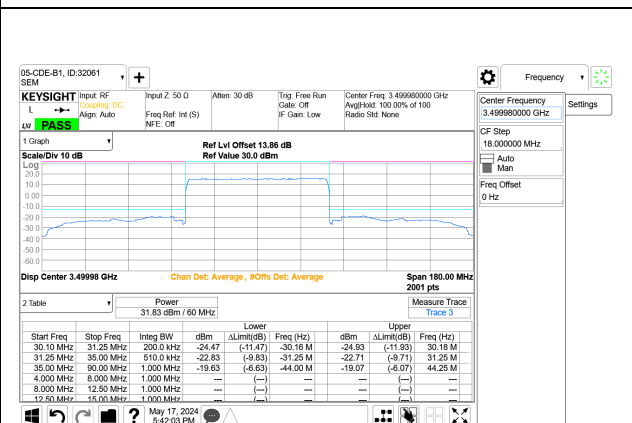 05-CDE-B1, ID:32061
SEM
Frequency
KEYSIGHT Input: RF Input Z: 50 Ω Atten: 30 dB Trig: Free Run Center Freq: 3.499980000 GHz
L Coupling: DC Gate: Off Avg|Hold: 100.00% of 100
Align: Auto Freq Ref: Int (S) IF Gain: Low Radio Std: None
LXI PASS NFE: Off
Center Frequency
3.499980000 GHz
Settings
CF Step
18.000000 MHz
Auto
Man
Freq Offset
0 Hz
1 Graph
Ref Lvl Offset 13.86 dB
Scale/Div 10 dB Ref Value 30.0 dBm
Log
20.0
10.0
0.00
-10.0
-20.0
-30.0
-40.0
-50.0
-60.0
Disp Center 3.49998 GHz Chan Det: Average , #Offs Det: Average Span 180.00 MHz
2001 pts
2 Table Power Measure Trace
31.83 dBm / 60 MHz Trace 3
Lower Upper
Start Freq Stop Freq Integ BW dBm ΔLimit(dB) Freq (Hz) dBm ΔLimit(dB) Freq (Hz)
30.10 MHz 31.25 MHz 200.0 kHz -24.47 (-11.47) -30.16 M -24.93 (-11.93) 30.18 M
31.25 MHz 35.00 MHz 510.0 kHz -22.83 (-9.83) -31.25 M -22.71 (-9.71) 31.25 M
35.00 MHz 90.00 MHz 1.000 MHz -19.63 (-6.63) -44.00 M -19.07 (-6.07) 44.25 M
4.000 MHz 8.000 MHz 1.000 MHz --- (---) --- --- (---) ---
8.000 MHz 12.50 MHz 1.000 MHz --- (---) --- --- (---) ---
12.50 MHz 15.00 MHz 1.000 MHz --- (---) --- --- (---) ---
? May 17, 2024
5:42:03 PM